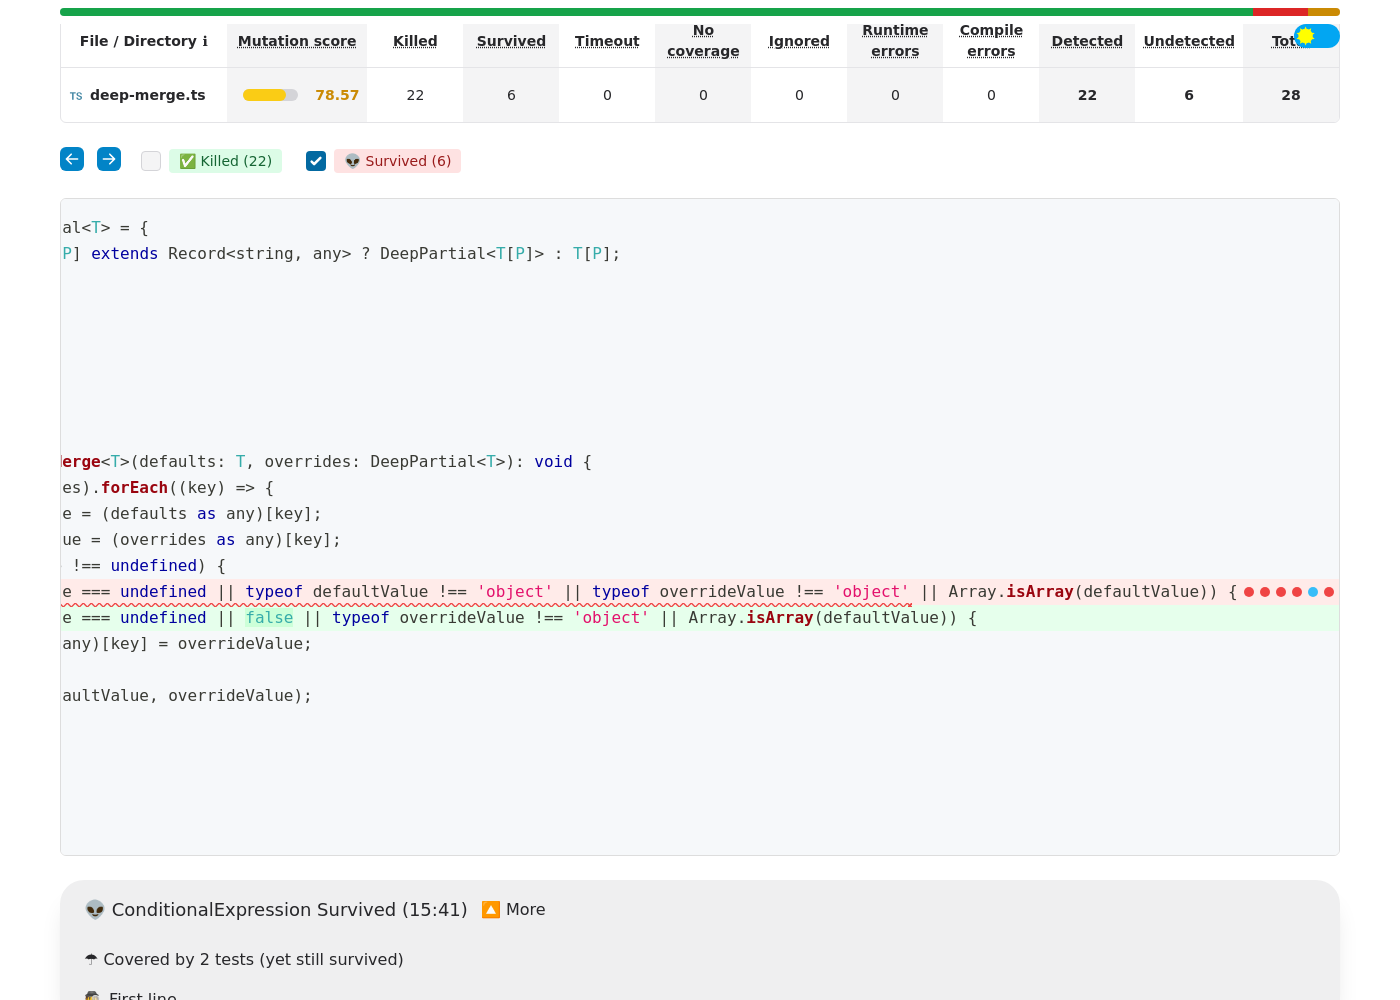 File / Directory ℹ Mutation score Killed Survived Timeout No coverage Ignored Runtime errors Compile errors Detected Undetected Tot
TS deep-merge.ts 78.57 22 6 0 0 0 0 0 22 6 28
✅ Killed (22) 👽 Survived (6)
al<T> = {
P] extends Record<string, any> ? DeepPartial<T[P]> : T[P];
erge<T>(defaults: T, overrides: DeepPartial<T>): void {
es).forEach((key) => {
e = (defaults as any)[key];
ue = (overrides as any)[key];
!== undefined) {
e === undefined || typeof defaultValue !== 'object' || typeof overrideValue !== 'object' || Array.isArray(defaultValue)) {
e === undefined || false || typeof overrideValue !== 'object' || Array.isArray(defaultValue)) {
any)[key] = overrideValue;
aultValue, overrideValue);
👽 ConditionalExpression Survived (15:41) 🔼 More
☂ Covered by 2 tests (yet still survived)
First line